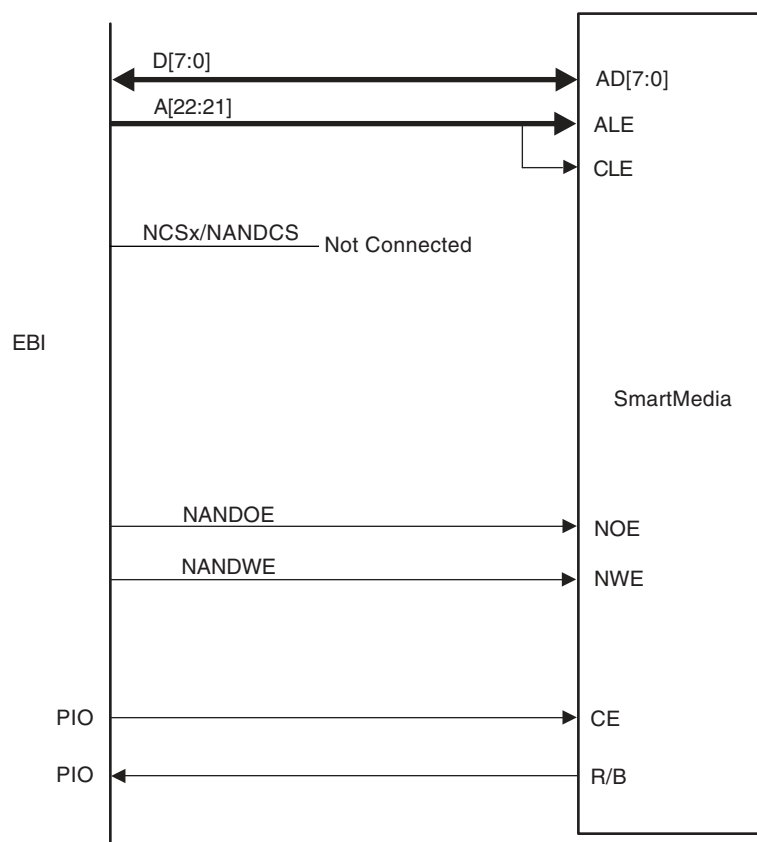 D[7:0]
AD[7:0]
A[22:21]
ALE
CLE
NCSx/NANDCS
Not Connected
EBI
SmartMedia
NANDOE
NOE
NANDWE
NWE
PIO
CE
PIO
R/B